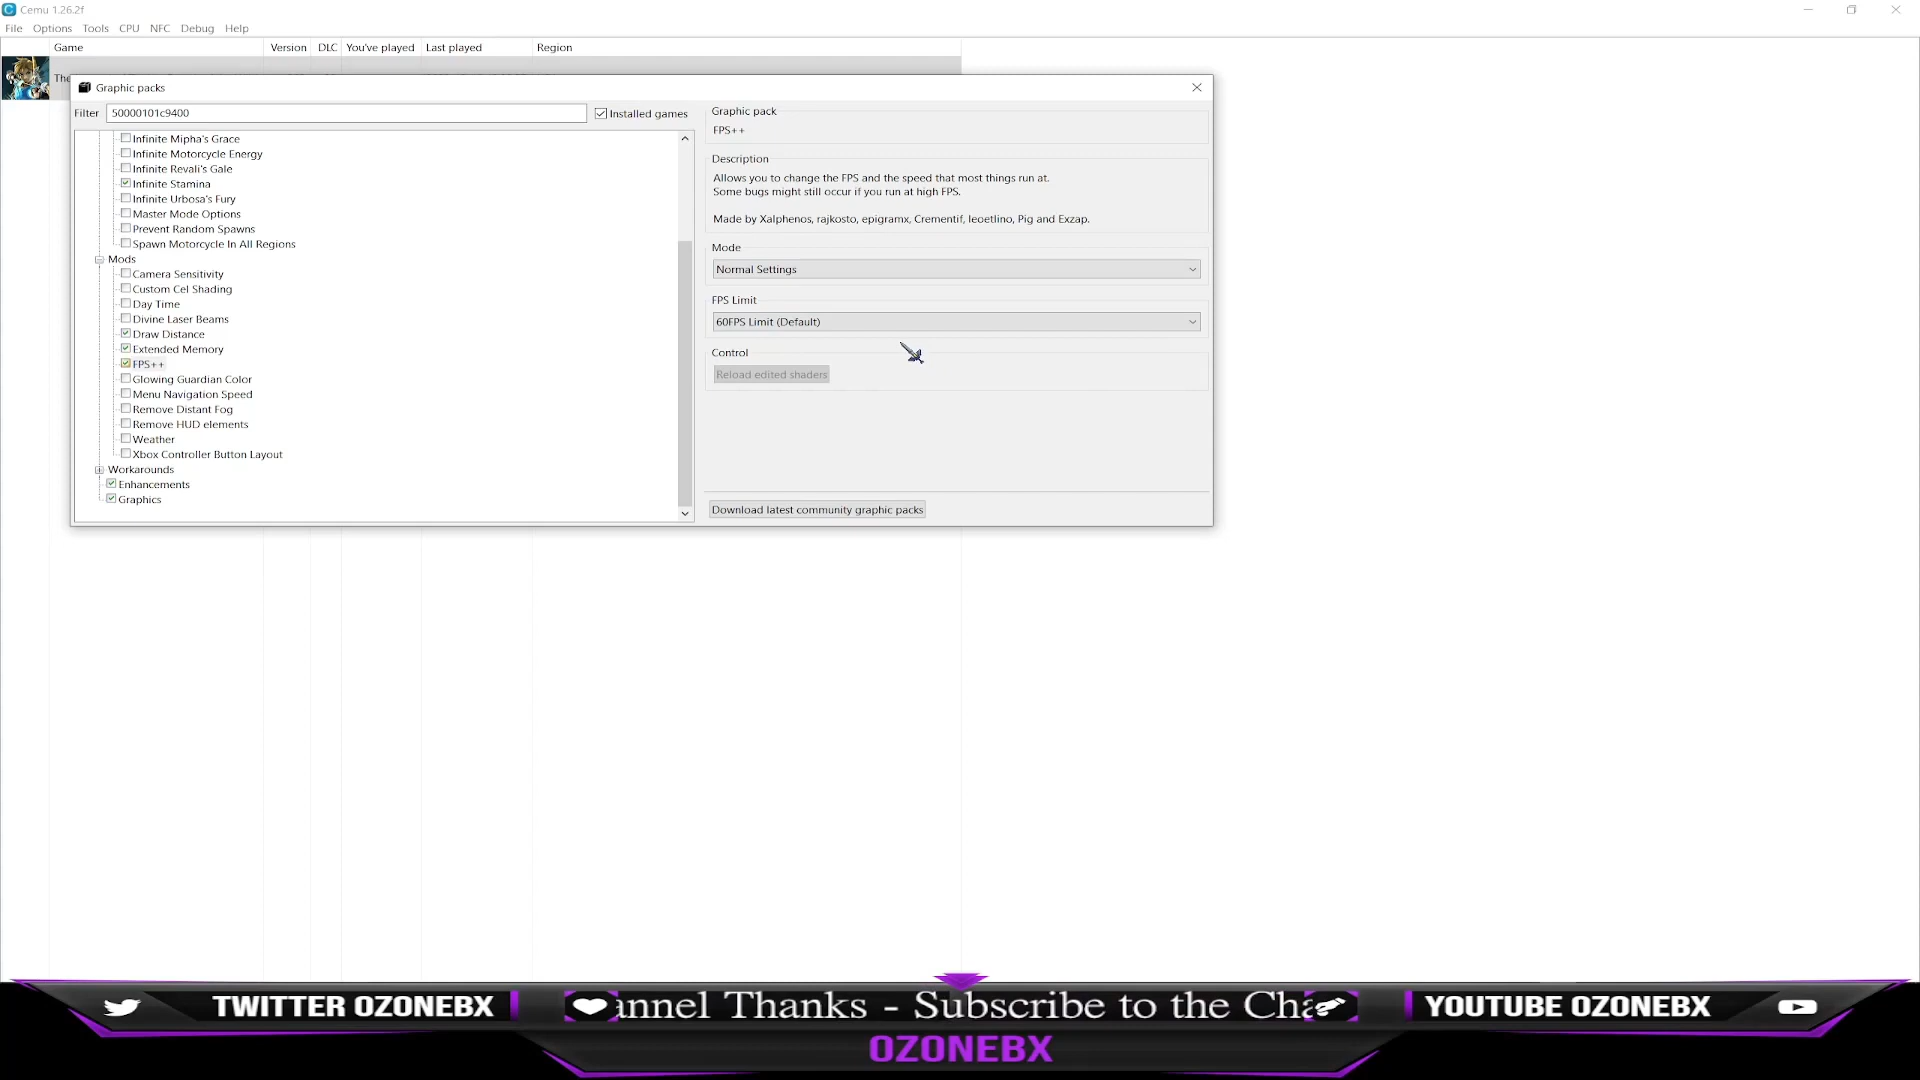 Cemu 1.26.2f
File Options Tools CPU NFC Debug Help
Game Version DLC You've played Last played Region
The
Graphic packs
Filter 50000101c9400 Installed games
Infinite Mipha's Grace
Infinite Motorcycle Energy
Infinite Revali's Gale
Infinite Stamina
Infinite Urbosa's Fury
Master Mode Options
Prevent Random Spawns
Spawn Motorcycle In All Regions
Mods
Camera Sensitivity
Custom Cel Shading
Day Time
Divine Laser Beams
Draw Distance
Extended Memory
FPS++
Glowing Guardian Color
Menu Navigation Speed
Remove Distant Fog
Remove HUD elements
Weather
Xbox Controller Button Layout
Workarounds
Enhancements
Graphics
Graphic pack
FPS++
Description
Allows you to change the FPS and the speed that most things run at.
Some bugs might still occur if you run at high FPS.
Made by Xalphenos, rajkosto, epigramx, Crementif, leoetlino, Pig and Exzap.
Mode
Normal Settings
FPS Limit
60FPS Limit (Default)
Control
Reload edited shaders
Download latest community graphic packs
TWITTER OZONEBX
annel Thanks - Subscribe to the Cha
YOUTUBE OZONEBX
OZONEBX